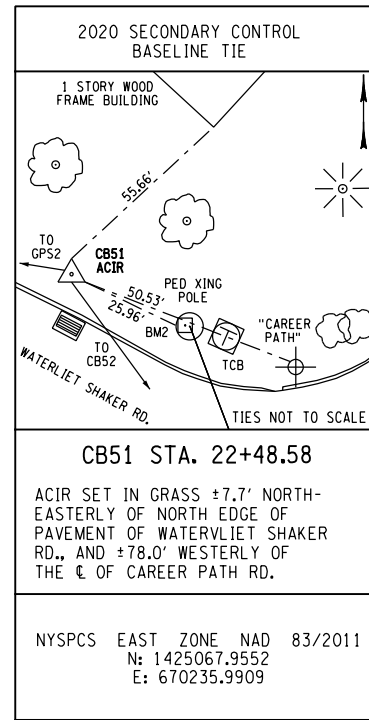 2020 SECONDARY CONTROL
BASELINE TIE
1 STORY WOOD
FRAME BUILDING
55.66'
TO
GPS2
CB51
ACIR
50.53'
25.96'
PED XING
POLE
BM2
TCB
"CAREER
PATH"
TO
CB52
WATERLIET SHAKER RD.
TIES NOT TO SCALE
CB51 STA. 22+48.58
ACIR SET IN GRASS ±7.7' NORTH-
EASTERLY OF NORTH EDGE OF
PAVEMENT OF WATERVLIET SHAKER
RD., AND ±78.0' WESTERLY OF
THE ℄ OF CAREER PATH RD.
NYSPCS EAST ZONE NAD 83/2011
N: 1425067.9552
E: 670235.9909